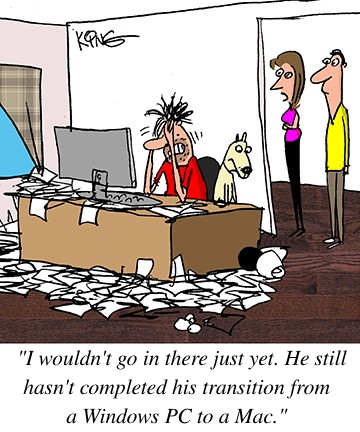 KING
"I wouldn't go in there just yet. He still
hasn't completed his transition from
a Windows PC to a Mac."